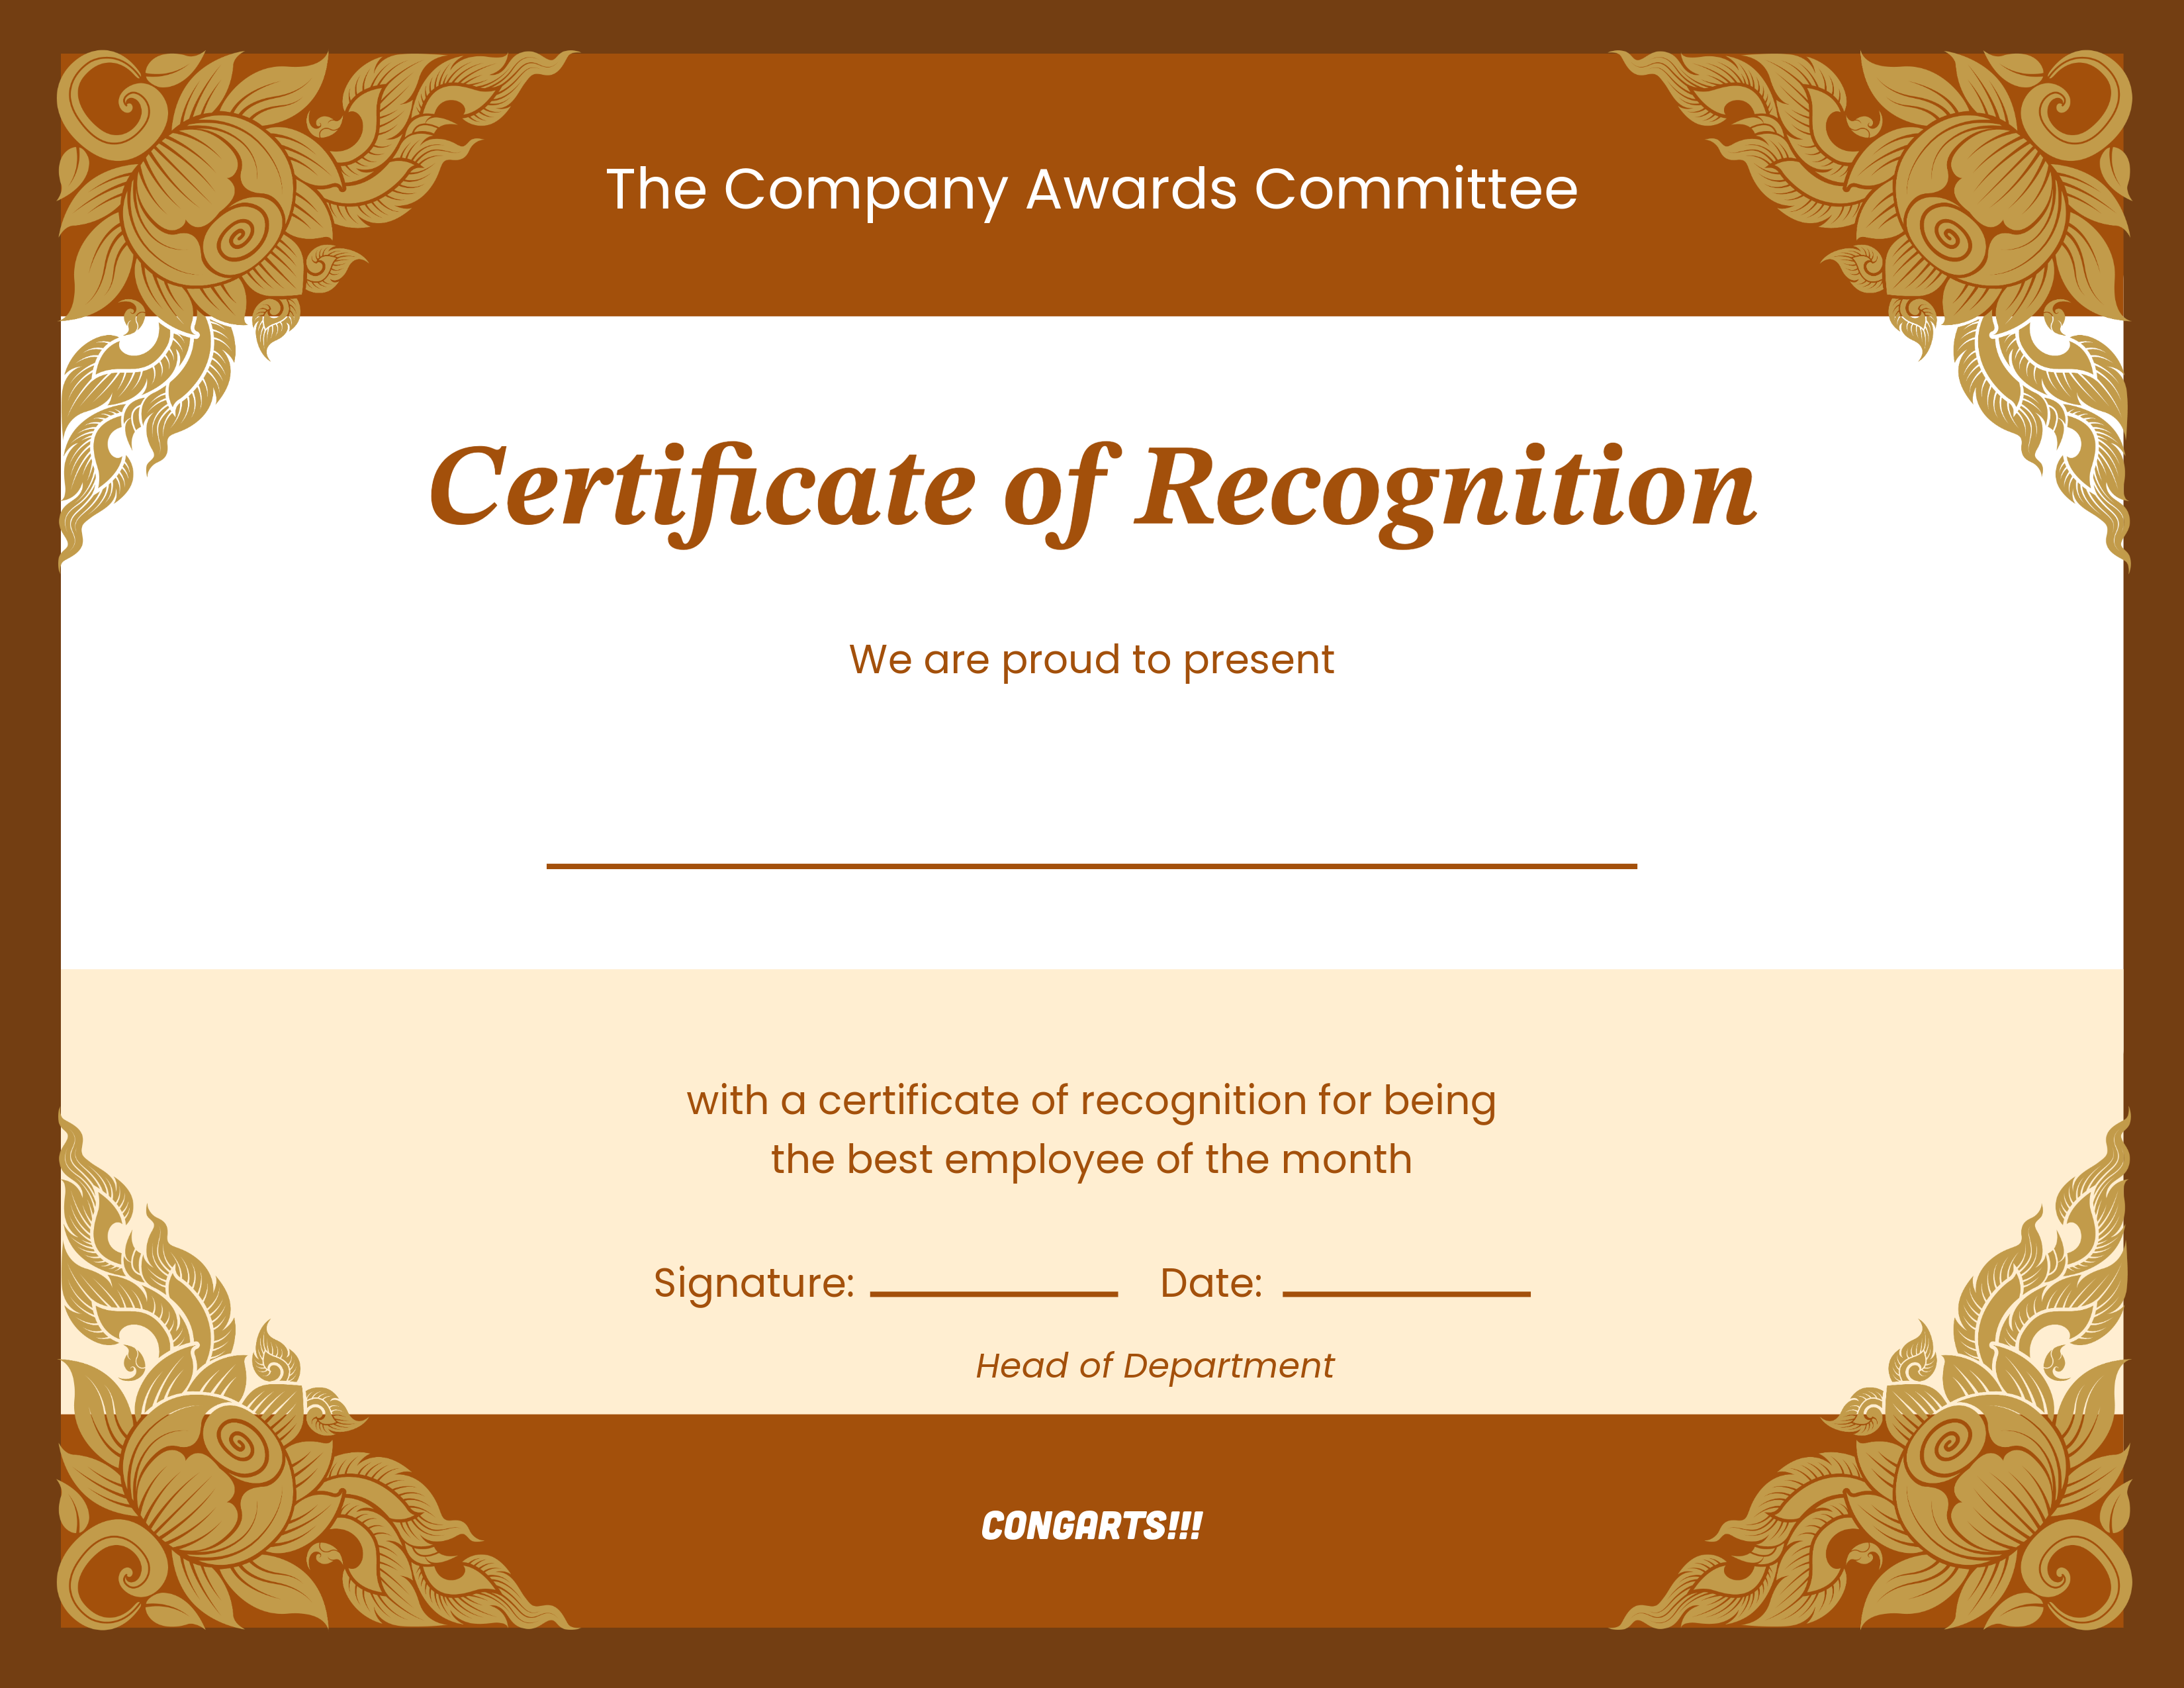 The Company Awards Committee
Certificate of Recognition
We are proud to present
with a certificate of recognition for being
the best employee of the month
Signature: Date:
Head of Department
CONGARTS!!!